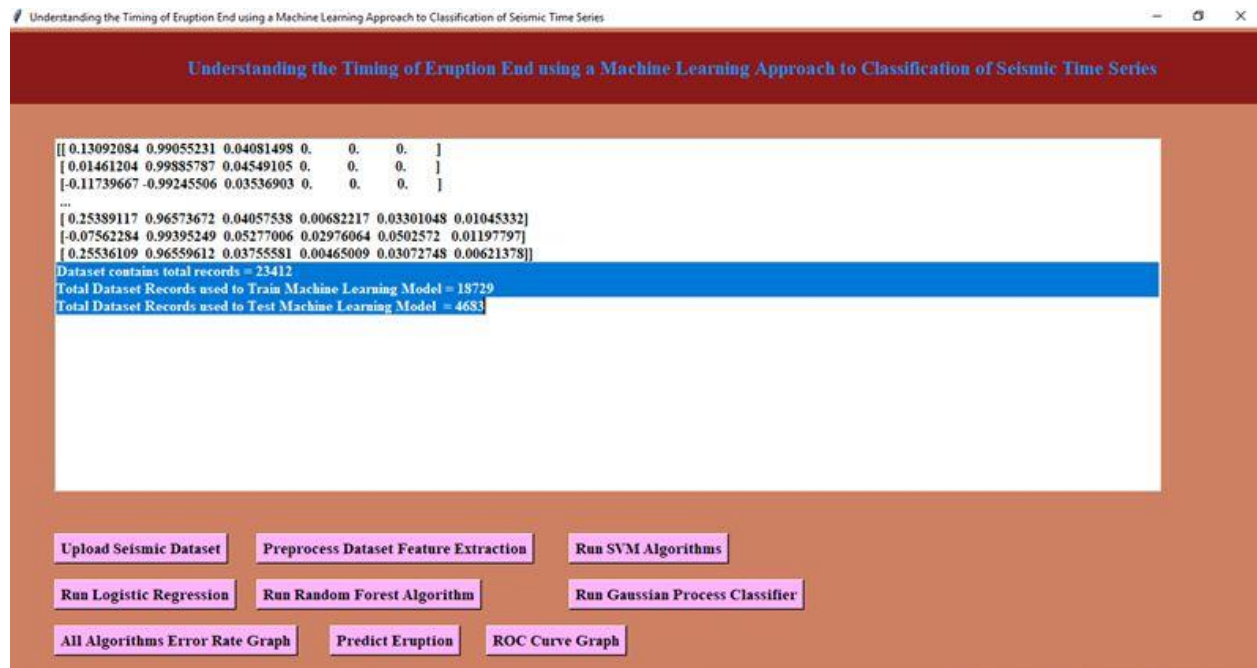 Understanding the Timing of Eruption End using a Machine Learning Approach to Classification of Seismic Time Series
Understanding the Timing of Eruption End using a Machine Learning Approach to Classification of Seismic Time Series
[[ 0.13092084 0.99055231 0.04081498 0. 0. 0. ]
[ 0.01461204 0.99885787 0.04549105 0. 0. 0. ]
[-0.11739667 -0.99245506 0.03536903 0. 0. 0. ]
...
[ 0.25389117 0.96573672 0.04057538 0.00682217 0.03301048 0.01045332]
[-0.07562284 0.99395249 0.05277006 0.02976064 0.0502572 0.01197797]
[ 0.25536109 0.96559612 0.03755581 0.00465009 0.03072748 0.00621378]]
Dataset contains total records = 23412
Total Dataset Records used to Train Machine Learning Model = 18729
Total Dataset Records used to Test Machine Learning Model = 4683
Upload Seismic Dataset Preprocess Dataset Feature Extraction Run SVM Algorithms
Run Logistic Regression Run Random Forest Algorithm Run Gaussian Process Classifier
All Algorithms Error Rate Graph Predict Eruption ROC Curve Graph